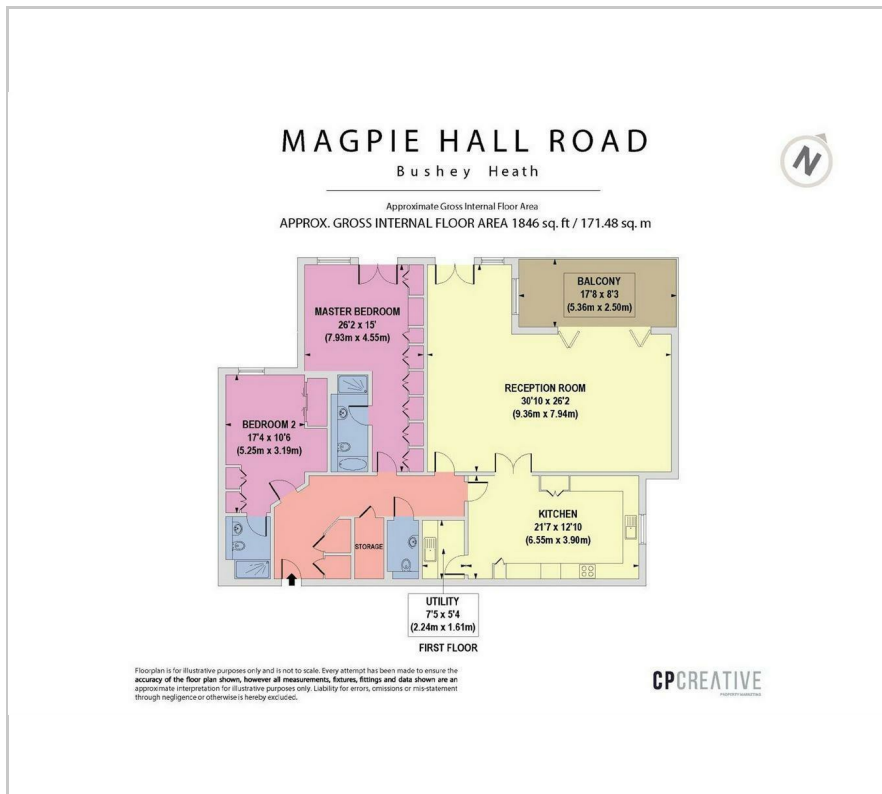 MAGPIE HALL ROAD
Bushey Heath
N
Approximate Gross Internal Floor Area
APPROX. GROSS INTERNAL FLOOR AREA 1846 sq. ft / 171.48 sq. m
BALCONY
17'8 x 8'3
(5.36m x 2.50m)
MASTER BEDROOM
26'2 x 15'
(7.93m x 4.55m)
RECEPTION ROOM
30'10 x 26'2
(9.36m x 7.94m)
BEDROOM 2
17'4 x 10'6
(5.25m x 3.19m)
KITCHEN
21'7 x 12'10
(6.55m x 3.90m)
STORAGE
UTILITY
7'5 x 5'4
(2.24m x 1.61m)
FIRST FLOOR
Floorplan is for illustrative purposes only and is not to scale. Every attempt has been made to ensure the
accuracy of the floor plan shown, however all measurements, fixtures, fittings and data shown are an
approximate interpretation for illustrative purposes only. Liability for errors, omissions or mis-statement
through negligence or otherwise is hereby excluded.
CPCREATIVE
PROPERTY MARKETING